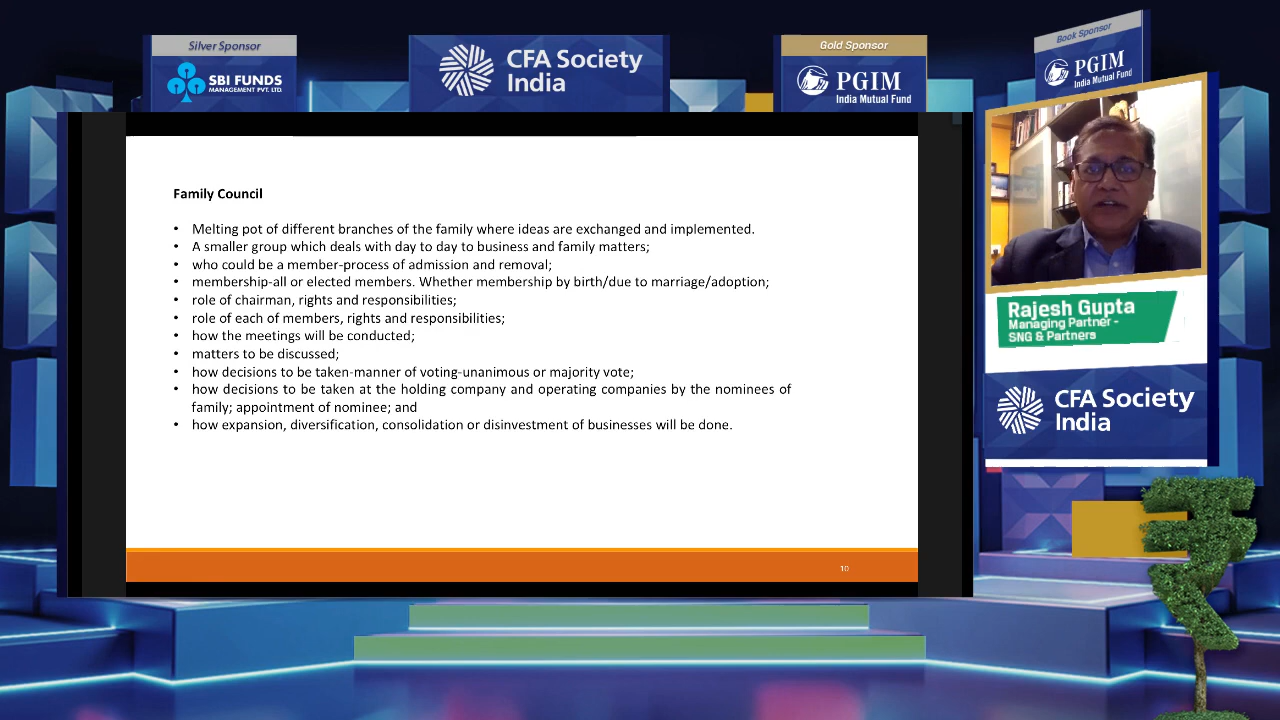 Silver Sponsor
SBI FUNDS
MANAGEMENT PVT. LTD.
CFA Society
India
Gold Sponsor
PGIM
India Mutual Fund
Book Sponsor
PGIM
India Mutual Fund
Family Council
• Melting pot of different branches of the family where ideas are exchanged and implemented.
• A smaller group which deals with day to day to business and family matters;
• who could be a member-process of admission and removal;
• membership-all or elected members. Whether membership by birth/due to marriage/adoption;
• role of chairman, rights and responsibilities;
• role of each of members, rights and responsibilities;
• how the meetings will be conducted;
• matters to be discussed;
• how decisions to be taken-manner of voting-unanimous or majority vote;
• how decisions to be taken at the holding company and operating companies by the nominees of
family; appointment of nominee; and
• how expansion, diversification, consolidation or disinvestment of businesses will be done.
10
Rajesh Gupta
Managing Partner -
SNG & Partners
CFA Society
India